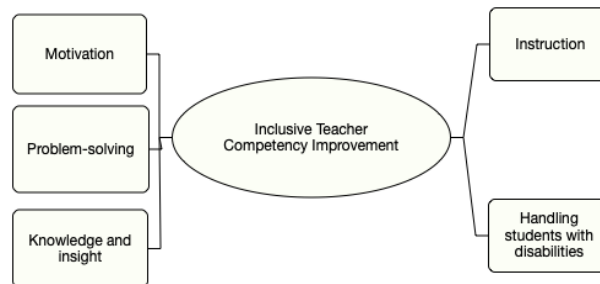 Motivation
Problem-solving
Knowledge and
insight
Inclusive Teacher
Competency Improvement
Instruction
Handling
students with
disabilities